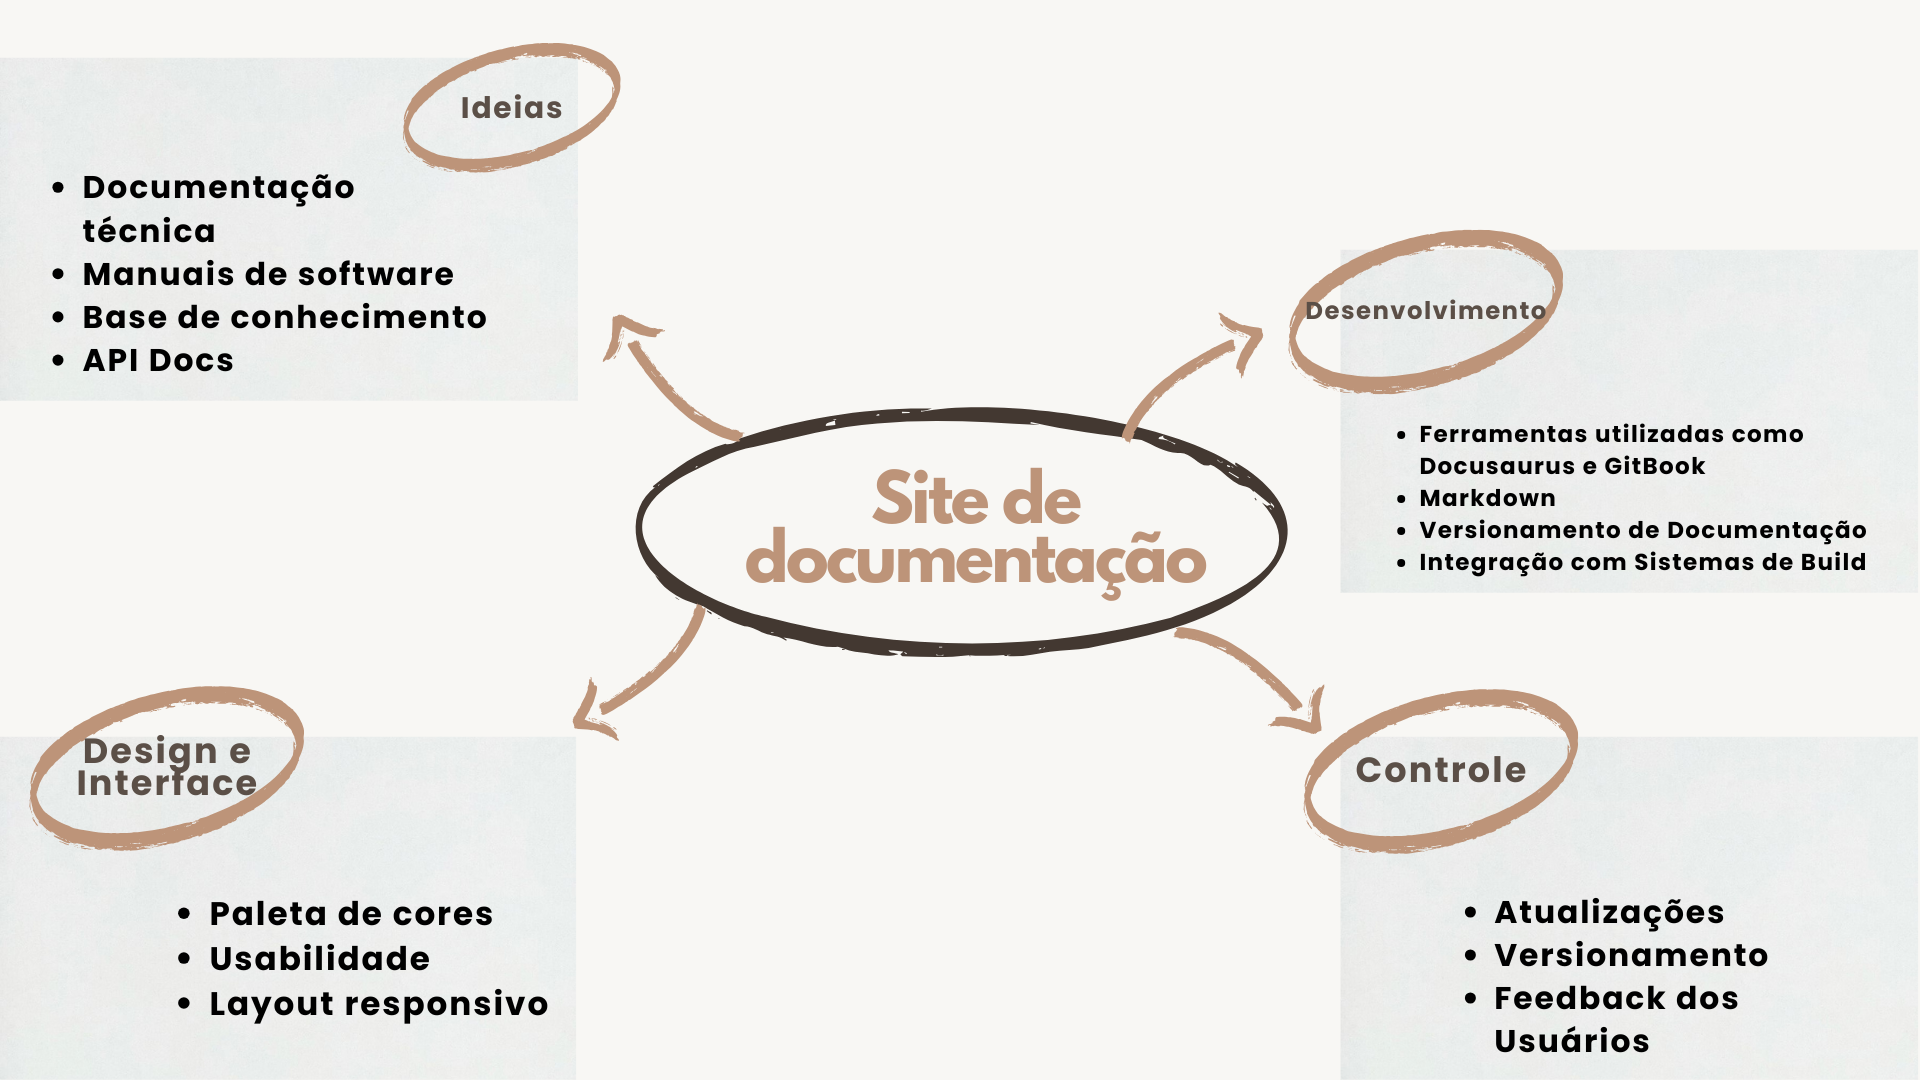 Ideias
Documentação
técnica
Manuais de software
Base de conhecimento
API Docs
Desenvolvimento
Ferramentas utilizadas como
Docusaurus e GitBook
Markdown
Versionamento de Documentação
Integração com Sistemas de Build
Site de
documentação
Design e
Interface
Paleta de cores
Usabilidade
Layout responsivo
Controle
Atualizações
Versionamento
Feedback dos
Usuários